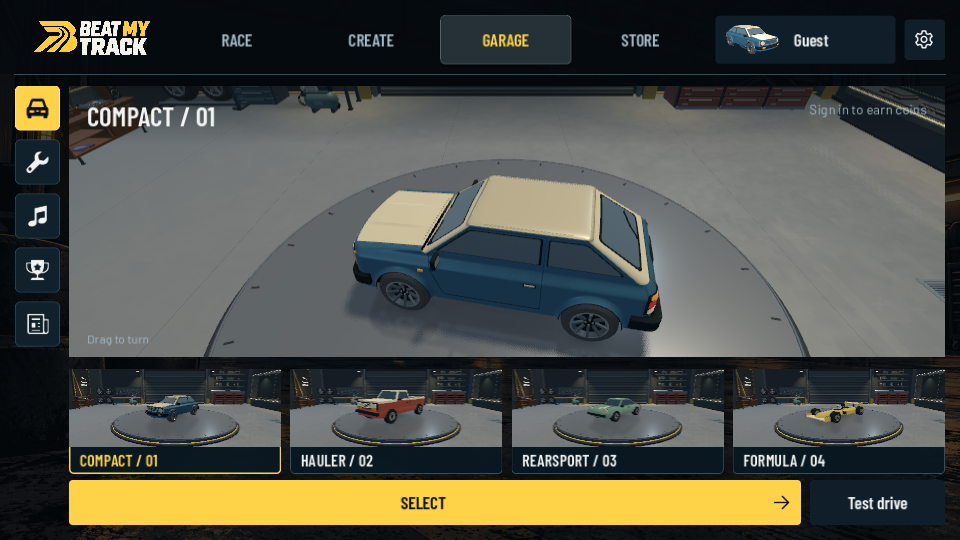 BEAT MY
TRACK
RACE
CREATE
GARAGE
STORE
Guest
COMPACT / 01
Sign in to earn coins
Drag to turn
COMPACT / 01
HAULER / 02
REARSPORT / 03
FORMULA / 04
SELECT
Test drive